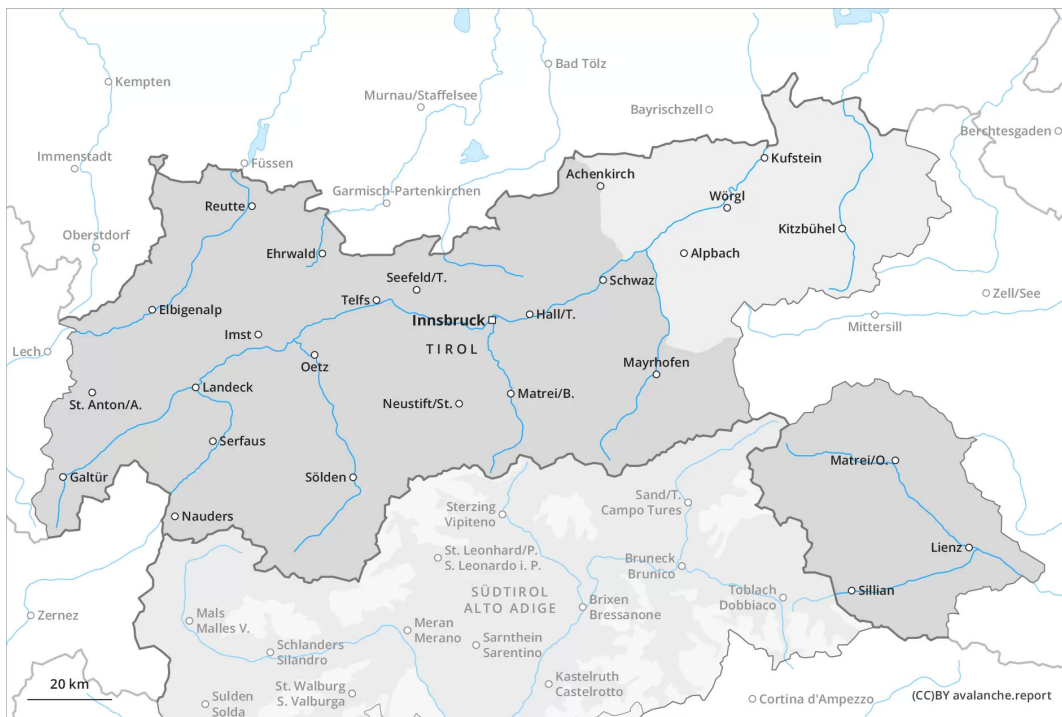 Kempten
Bad Tölz
Murnau/Staffelsee
Bayrischzell
Berchtesgaden
Immenstadt
Füssen
Kufstein
Achenkirch
Garmisch-Partenkirchen
Reutte
Wörgl
Oberstdorf
Kitzbühel
Ehrwald
Alpbach
Seefeld/T.
Schwaz
Zell/See
Telfs
Elbigenalp
Innsbruck
Hall/T.
Mittersill
Imst
TIROL
Lech
Oetz
Mayrhofen
Landeck
St. Anton/A.
Neustift/St.
Matrei/B.
Serfaus
Matrei/O.
Galtür
Sölden
Sand/T.
Campo Tures
Sterzing
Vipiteno
Nauders
Lienz
St. Leonhard/P.
S. Leonardo i. P.
Bruneck
Brunico
SÜDTIROL
ALTO ADIGE
Toblach
Dobbiaco
Sillian
Brixen
Bressanone
Zernez
Mals
Malles V.
Meran
Merano
Sarnthein
Sarentino
Schlanders
Silandro
Kastelruth
Castelrotto
20 km
St. Walburg
S. Valburga
Sulden
Solda
Cortina d'Ampezzo
(CC)BY avalanche.report